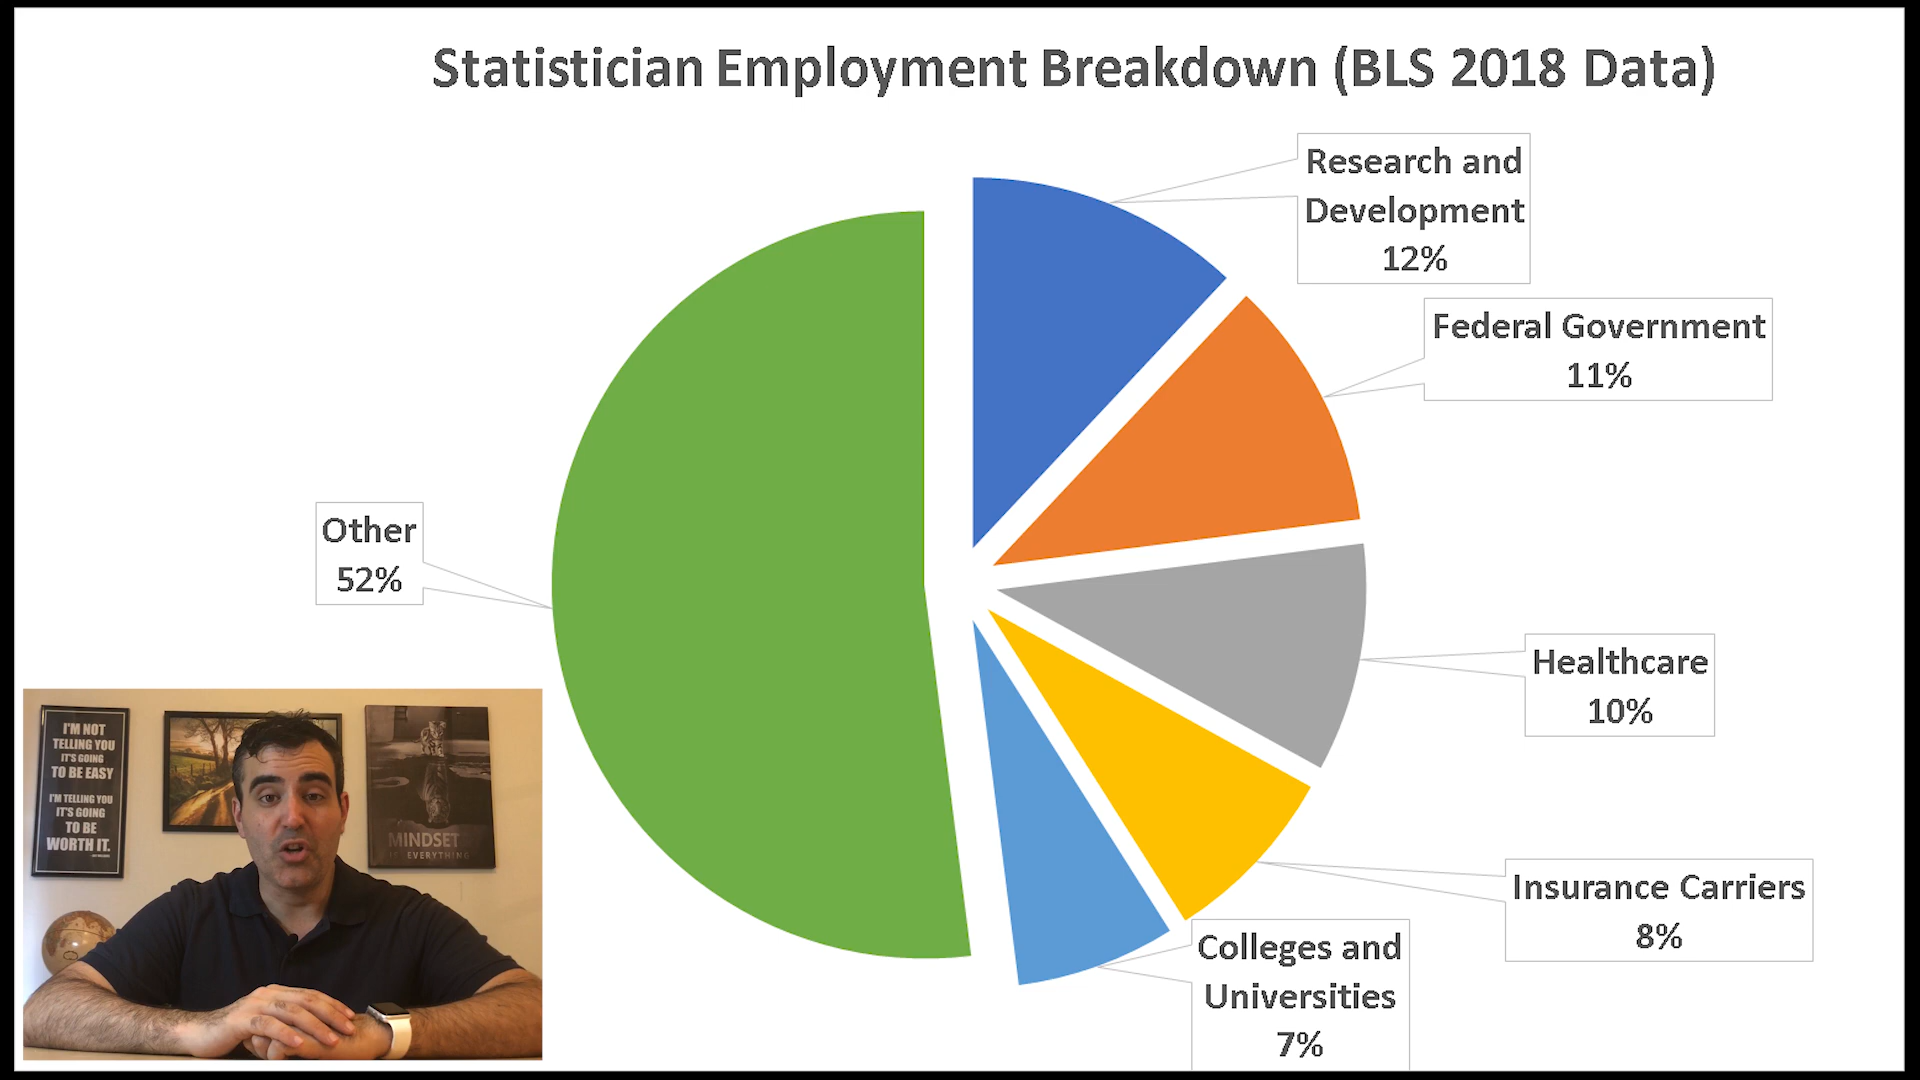 Statistician Employment Breakdown (BLS 2018 Data)
Research and
Development
12%
Federal Government
11%
Other
52%
Healthcare
10%
Insurance Carriers
8%
Colleges and
Universities
7%
I'M NOT
TELLING YOU
IT'S GOING
TO BE EASY
I'M TELLING YOU
IT'S GOING
TO BE
WORTH IT.
MINDSET
IS EVERYTHING